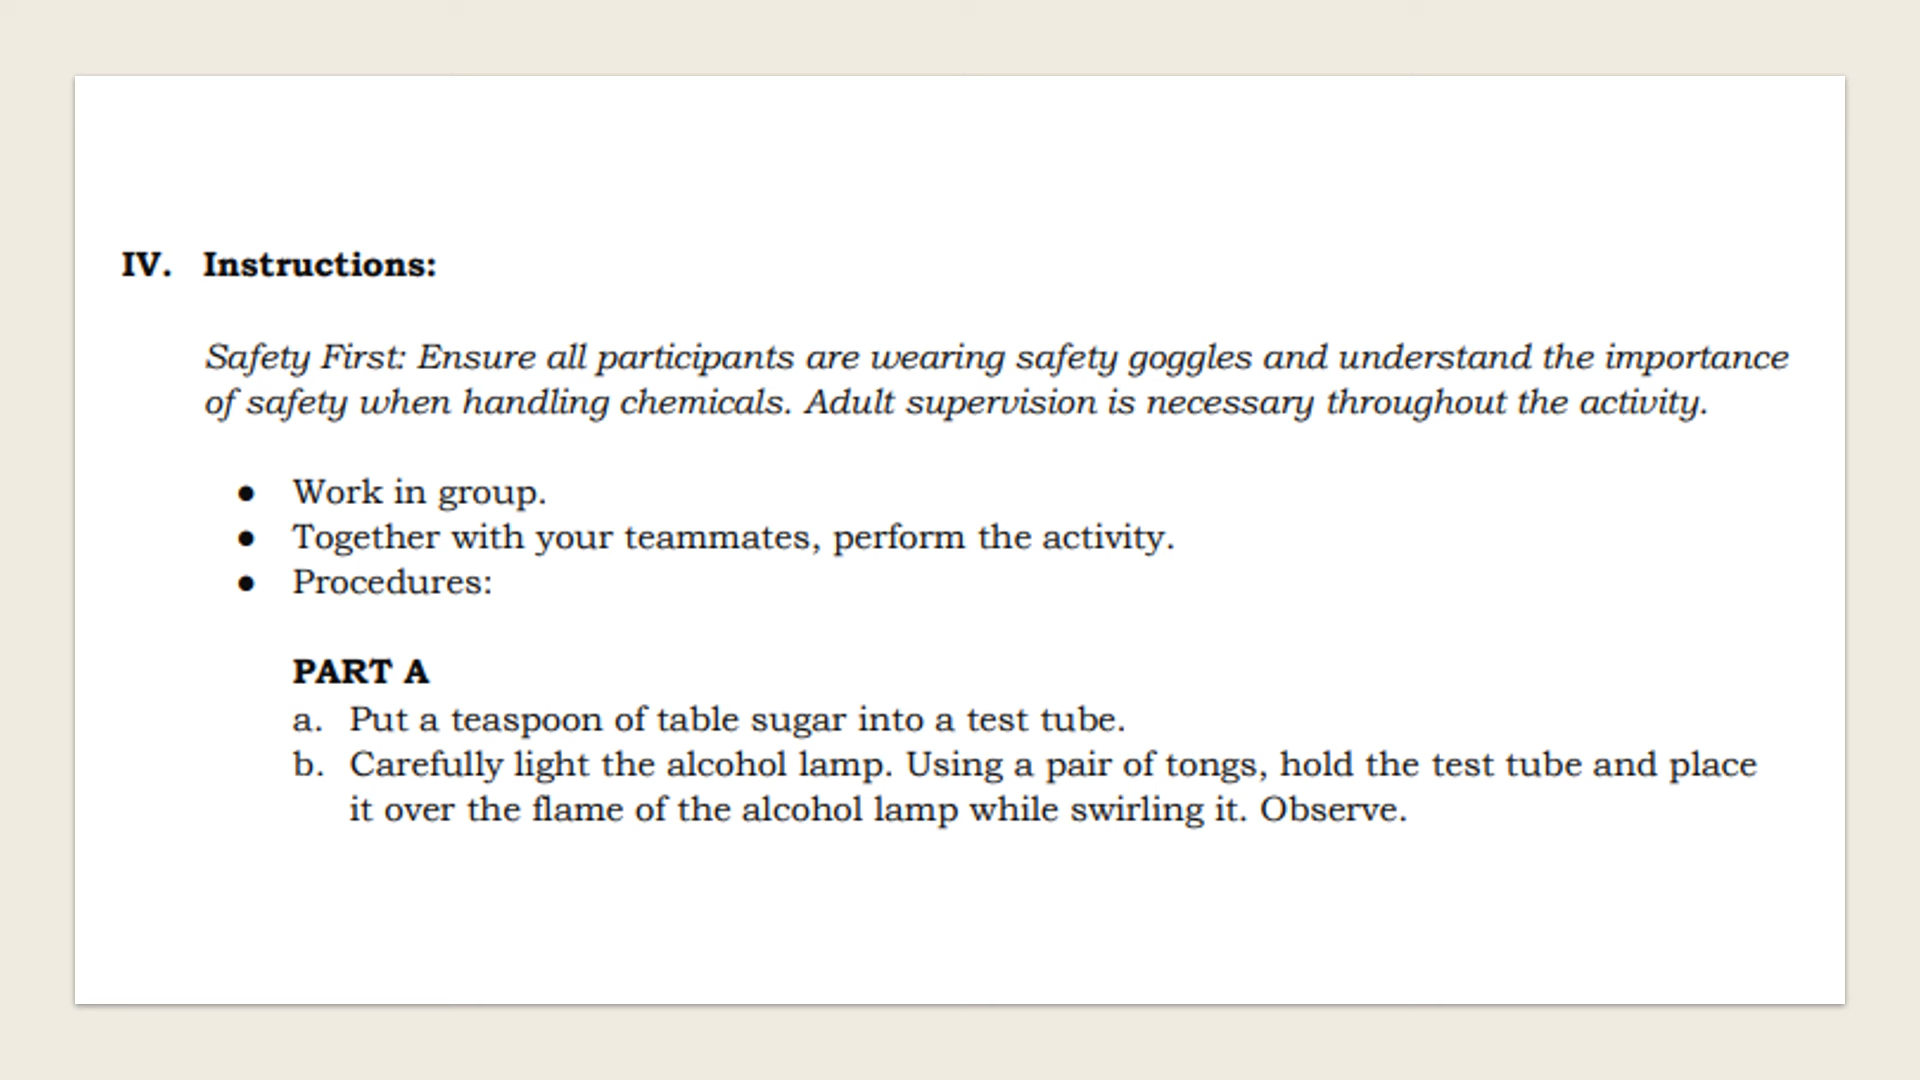 IV. Instructions:
Safety First: Ensure all participants are wearing safety goggles and understand the importance
of safety when handling chemicals. Adult supervision is necessary throughout the activity.
● Work in group.
● Together with your teammates, perform the activity.
● Procedures:
PART A
a. Put a teaspoon of table sugar into a test tube.
b. Carefully light the alcohol lamp. Using a pair of tongs, hold the test tube and place
it over the flame of the alcohol lamp while swirling it. Observe.